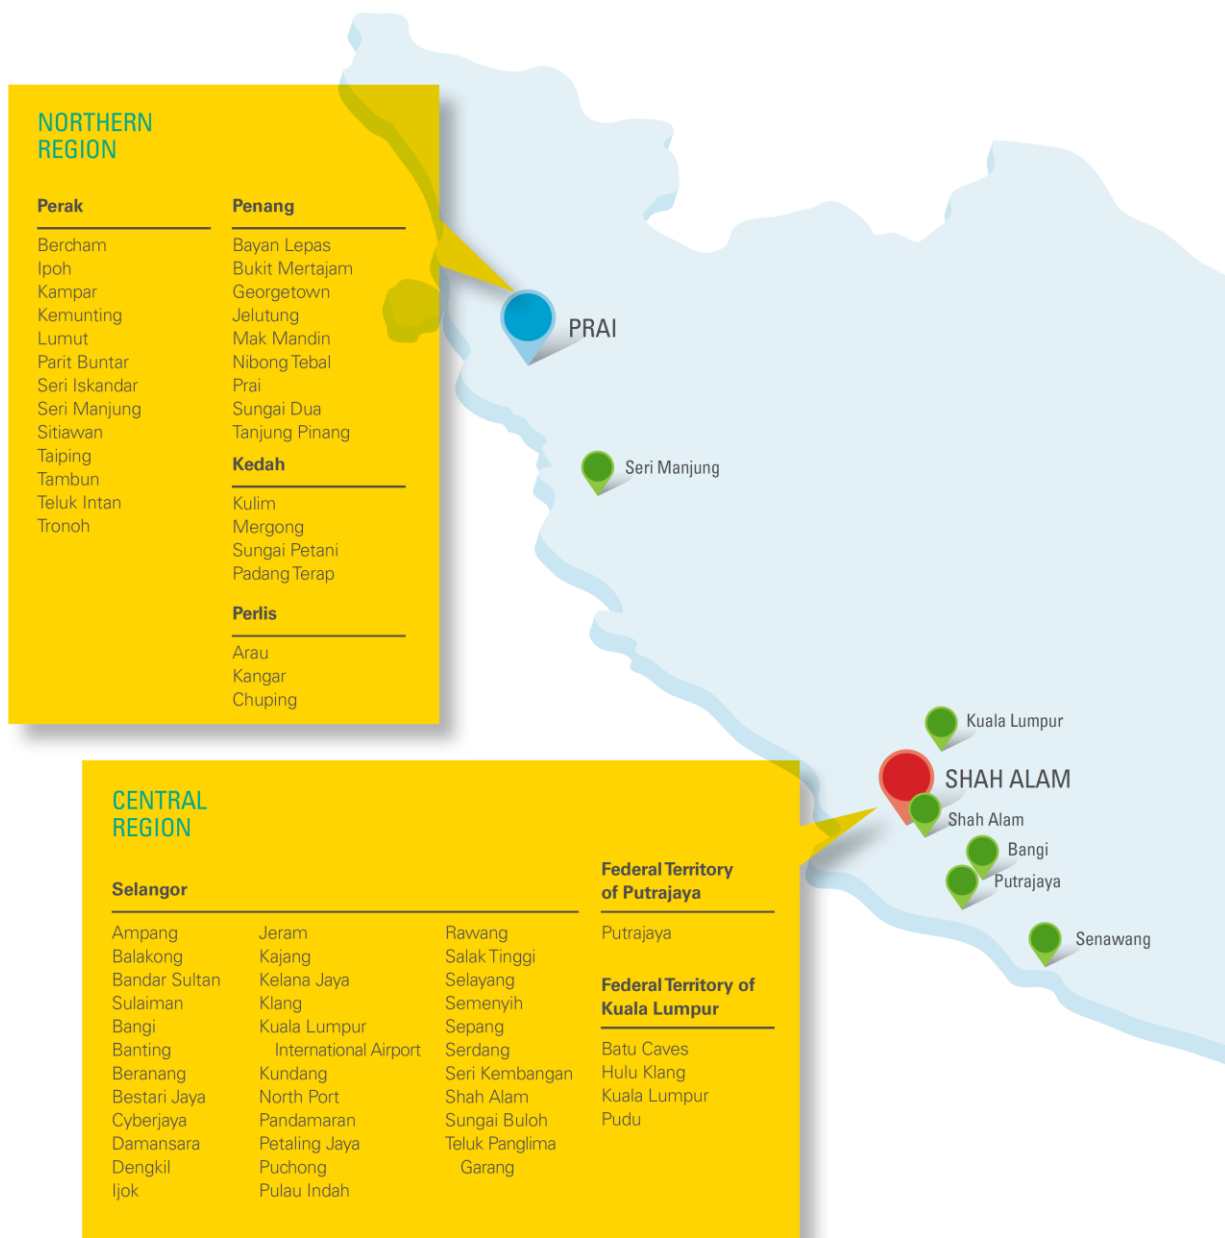 NORTHERN
REGION
Perak
Bercham
Ipoh
Kampar
Kemunting
Lumut
Parit Buntar
Seri Iskandar
Seri Manjung
Sitiawan
Taiping
Tambun
Teluk Intan
Tronoh
Penang
Bayan Lepas
Bukit Mertajam
Georgetown
Jelutung
Mak Mandin
Nibong Tebal
Prai
Sungai Dua
Tanjung Pinang
Kedah
Kulim
Mergong
Sungai Petani
Padang Terap
Perlis
Arau
Kangar
Chuping
PRAI
Seri Manjung
Kuala Lumpur
SHAH ALAM
Shah Alam
Bangi
Putrajaya
Senawang
CENTRAL
REGION
Selangor
Ampang
Balakong
Bandar Sultan
Sulaiman
Bangi
Banting
Beranang
Bestari Jaya
Cyberjaya
Damansara
Dengkil
Ijok
Jeram
Kajang
Kelana Jaya
Klang
Kuala Lumpur
International Airport
Kundang
North Port
Pandamaran
Petaling Jaya
Puchong
Pulau Indah
Rawang
Salak Tinggi
Selayang
Semenyih
Sepang
Serdang
Seri Kembangan
Shah Alam
Sungai Buloh
Teluk Panglima
Garang
Federal Territory
of Putrajaya
Putrajaya
Federal Territory of
Kuala Lumpur
Batu Caves
Hulu Klang
Kuala Lumpur
Pudu